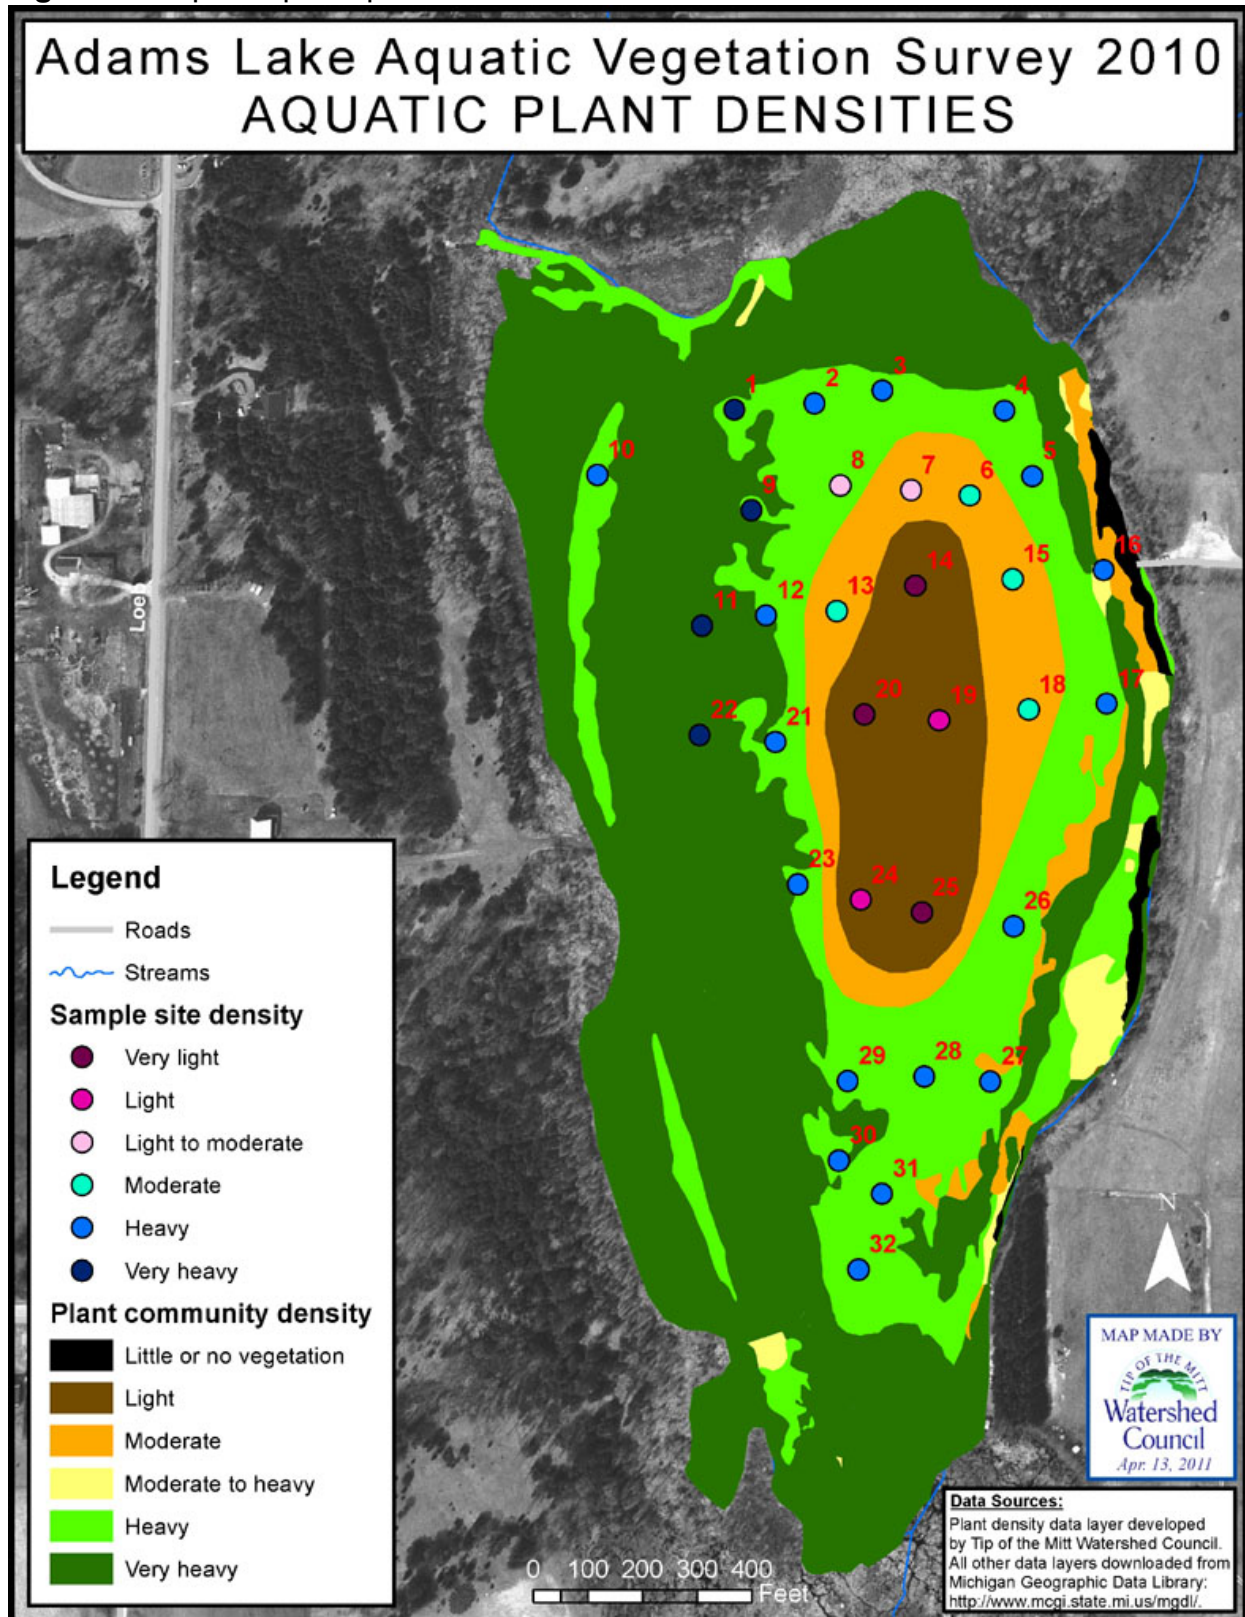 Adams Lake Aquatic Vegetation Survey 2010
AQUATIC PLANT DENSITIES
1
2
3
4
5
6
7
8
9
10
11
12
13
14
15
16
17
18
19
20
21
22
23
24
25
26
27
28
29
30
31
32
Loeb
Legend
Roads
Streams
Sample site density
Very light
Light
Light to moderate
Moderate
Heavy
Very heavy
Plant community density
Little or no vegetation
Light
Moderate
Moderate to heavy
Heavy
Very heavy
0 100 200 300 400
Feet
N
MAP MADE BY
TIP OF THE MITT
Watershed
Council
Apr. 13, 2011
Data Sources:
Plant density data layer developed
by Tip of the Mitt Watershed Council.
All other data layers downloaded from
Michigan Geographic Data Library:
http://www.mcgi.state.mi.us/mgdl/.